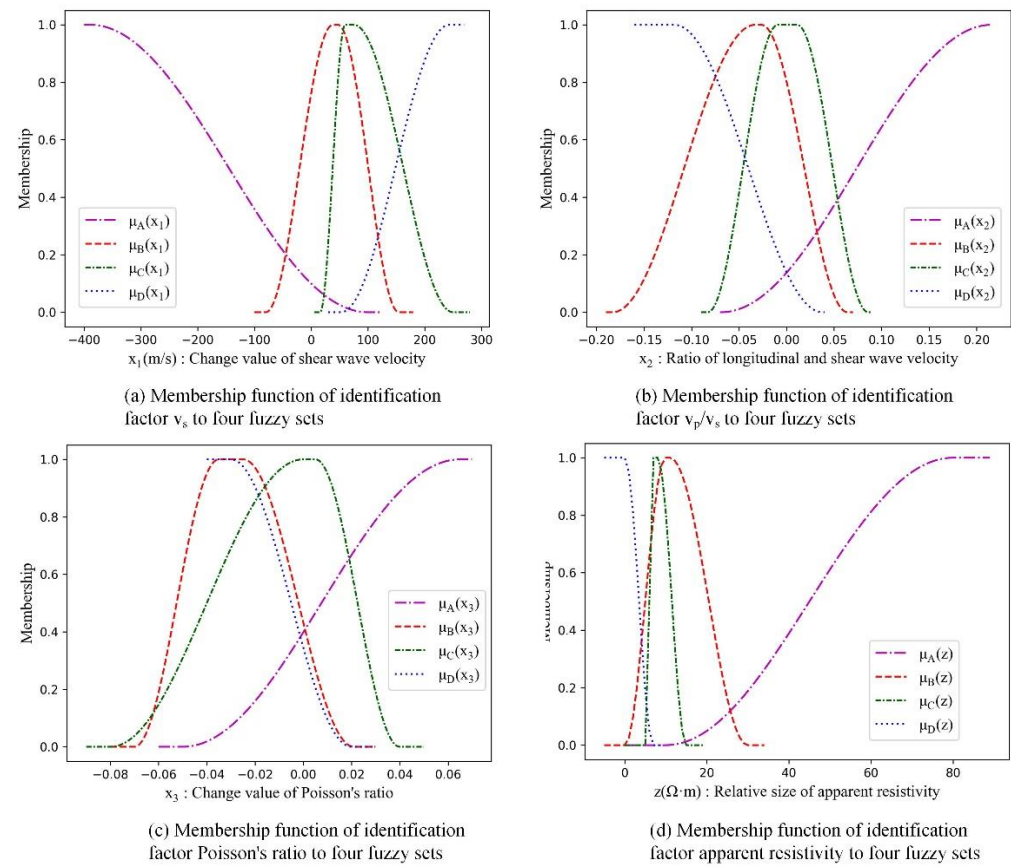 1.0
0.8
0.6
0.4
0.2
0.0
Membership
μA(x1)
μB(x1)
μC(x1)
μD(x1)
−400 −300 −200 −100 0 100 200 300
x1(m/s) : Change value of shear wave velocity
(a) Membership function of identification
factor vs to four fuzzy sets
1.0
0.8
0.6
0.4
0.2
0.0
Membership
μA(x2)
μB(x2)
μC(x2)
μD(x2)
−0.20 −0.15 −0.10 −0.05 0.00 0.05 0.10 0.15 0.20
x2 : Ratio of longitudinal and shear wave velocity
(b) Membership function of identification
factor vp/vs to four fuzzy sets
1.0
0.8
0.6
0.4
0.2
0.0
Membership
μA(x3)
μB(x3)
μC(x3)
μD(x3)
−0.08 −0.06 −0.04 −0.02 0.00 0.02 0.04 0.06
x3 : Change value of Poisson's ratio
(c) Membership function of identification
factor Poisson's ratio to four fuzzy sets
1.0
0.8
0.6
0.4
0.2
0.0
Membership
μA(z)
μB(z)
μC(z)
μD(z)
0 20 40 60 80
z(Ω·m) : Relative size of apparent resistivity
(d) Membership function of identification
factor apparent resistivity to four fuzzy sets